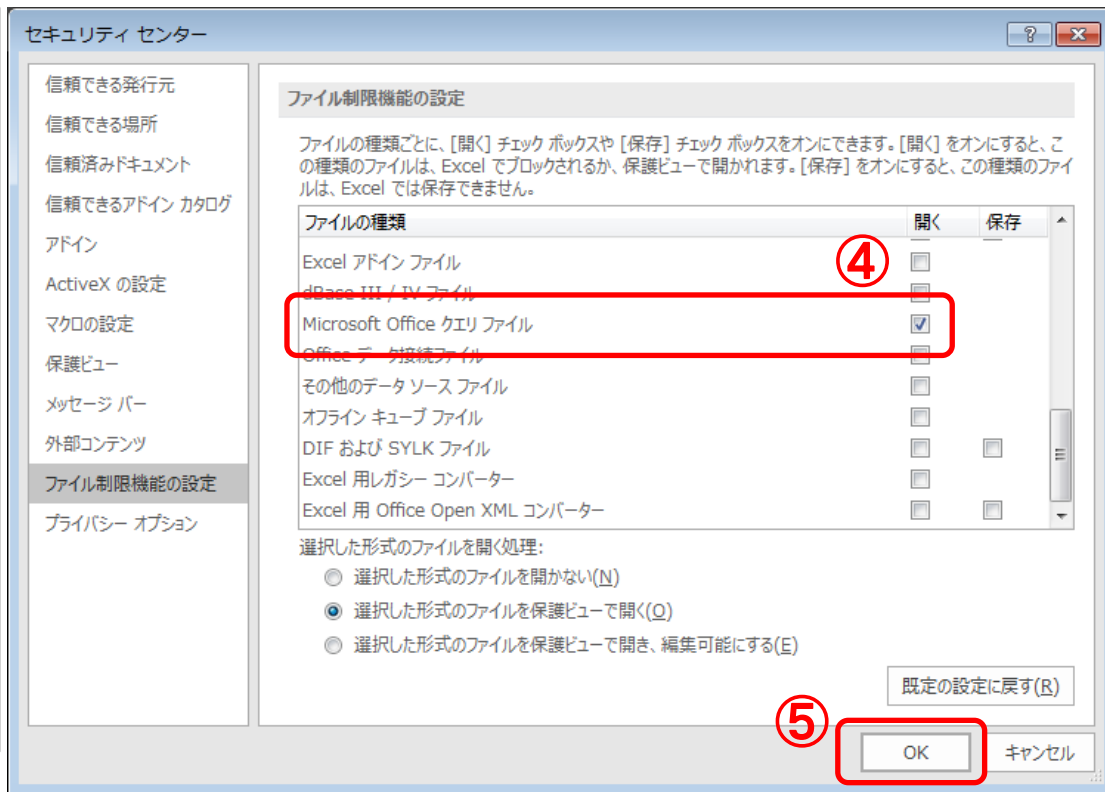 セキュリティ センター
信頼できる発行元
信頼できる場所
信頼済みドキュメント
信頼できるアドイン カタログ
アドイン
ActiveX の設定
マクロの設定
保護ビュー
メッセージ バー
外部コンテンツ
ファイル制限機能の設定
プライバシー オプション
ファイル制限機能の設定
ファイルの種類ごとに、[開く] チェック ボックスや [保存] チェック ボックスをオンにできます。[開く] をオンにすると、こ
の種類のファイルは、Excel でブロックされるか、保護ビューで開かれます。[保存] をオンにすると、この種類のファイ
ルは、Excel では保存できません。
ファイルの種類 開く 保存
④
Excel アドイン ファイル
dBase III / IV ファイル
Microsoft Office クエリ ファイル
Office データ接続ファイル
その他のデータ ソース ファイル
オフライン キューブ ファイル
DIF および SYLK ファイル
Excel 用レガシー コンバーター
Excel 用 Office Open XML コンバーター
選択した形式のファイルを開く処理:
選択した形式のファイルを開かない(N)
選択した形式のファイルを保護ビューで開く(O)
選択した形式のファイルを保護ビューで開き、編集可能にする(E)
既定の設定に戻す(R)
⑤
OK キャンセル